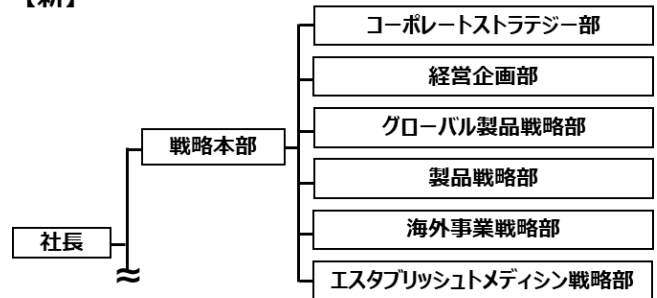 【新】
コーポレートストラテジー部
経営企画部
グローバル製品戦略部
戦略本部
製品戦略部
海外事業戦略部
社長
エスタブリッシュトメディシン戦略部